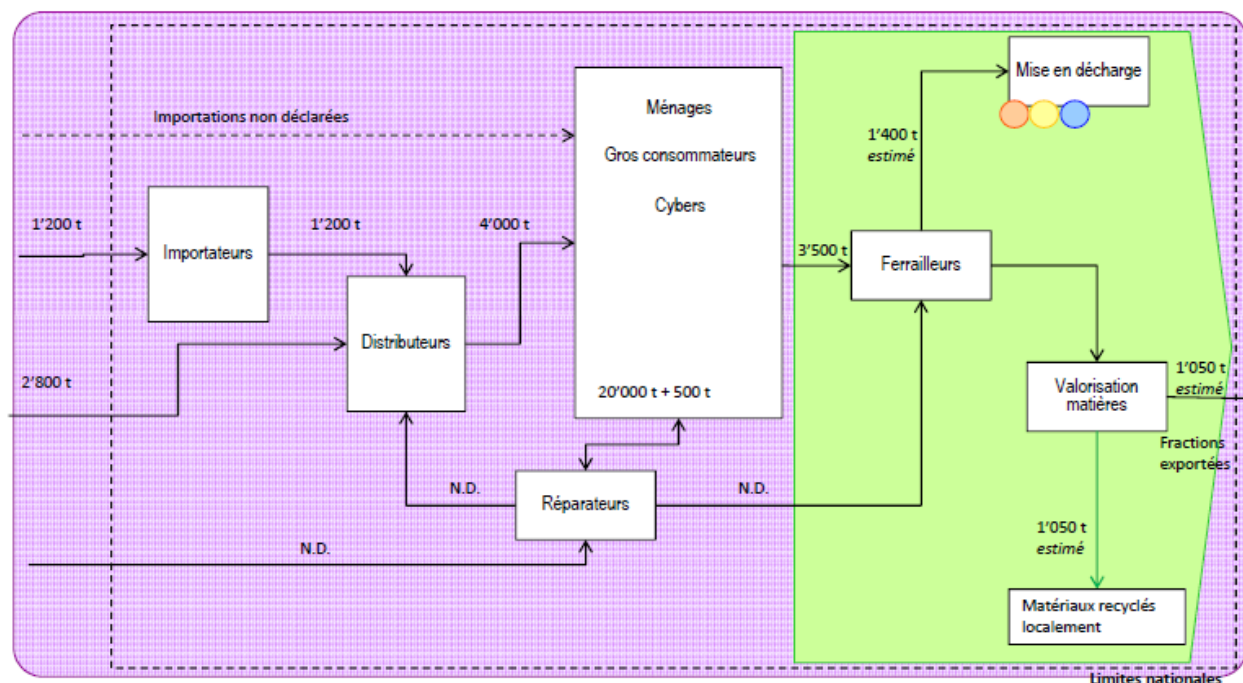 Mise en décharge
Importations non déclarées
Ménages
Gros consommateurs
Cybers
1'400 t
estimé
1'200 t
Importateurs
1'200 t
4'000 t
3'500 t
Ferrailleurs
Distributeurs
2'800 t
20'000 t + 500 t
Valorisation
matières
1'050 t
estimé
Fractions
exportées
N.D.
Réparateurs
N.D.
N.D.
1'050 t
estimé
Matériaux recyclés
localement
Limites nationales